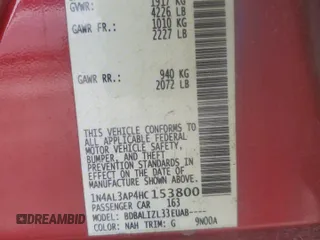 GVWR: 1917 KG
4226 LB
GAWR FR.: 1010 KG
2227 LB
GAWR RR.: 940 KG
2072 LB
THIS VEHICLE CONFORMS TO
ALL APPLICABLE FEDERAL
MOTOR VEHICLE SAFETY,
BUMPER, AND THEFT
PREVENTION STANDARDS IN
EFFECT ON THE DATE OF
MANUFACTURE SHOWN ABOVE.
1N4AL3AP4HC153800
PASSENGER CAR 163
MODEL: BDBALIZL33EUAB----
COLOR: NAH TRIM: G 9N00A